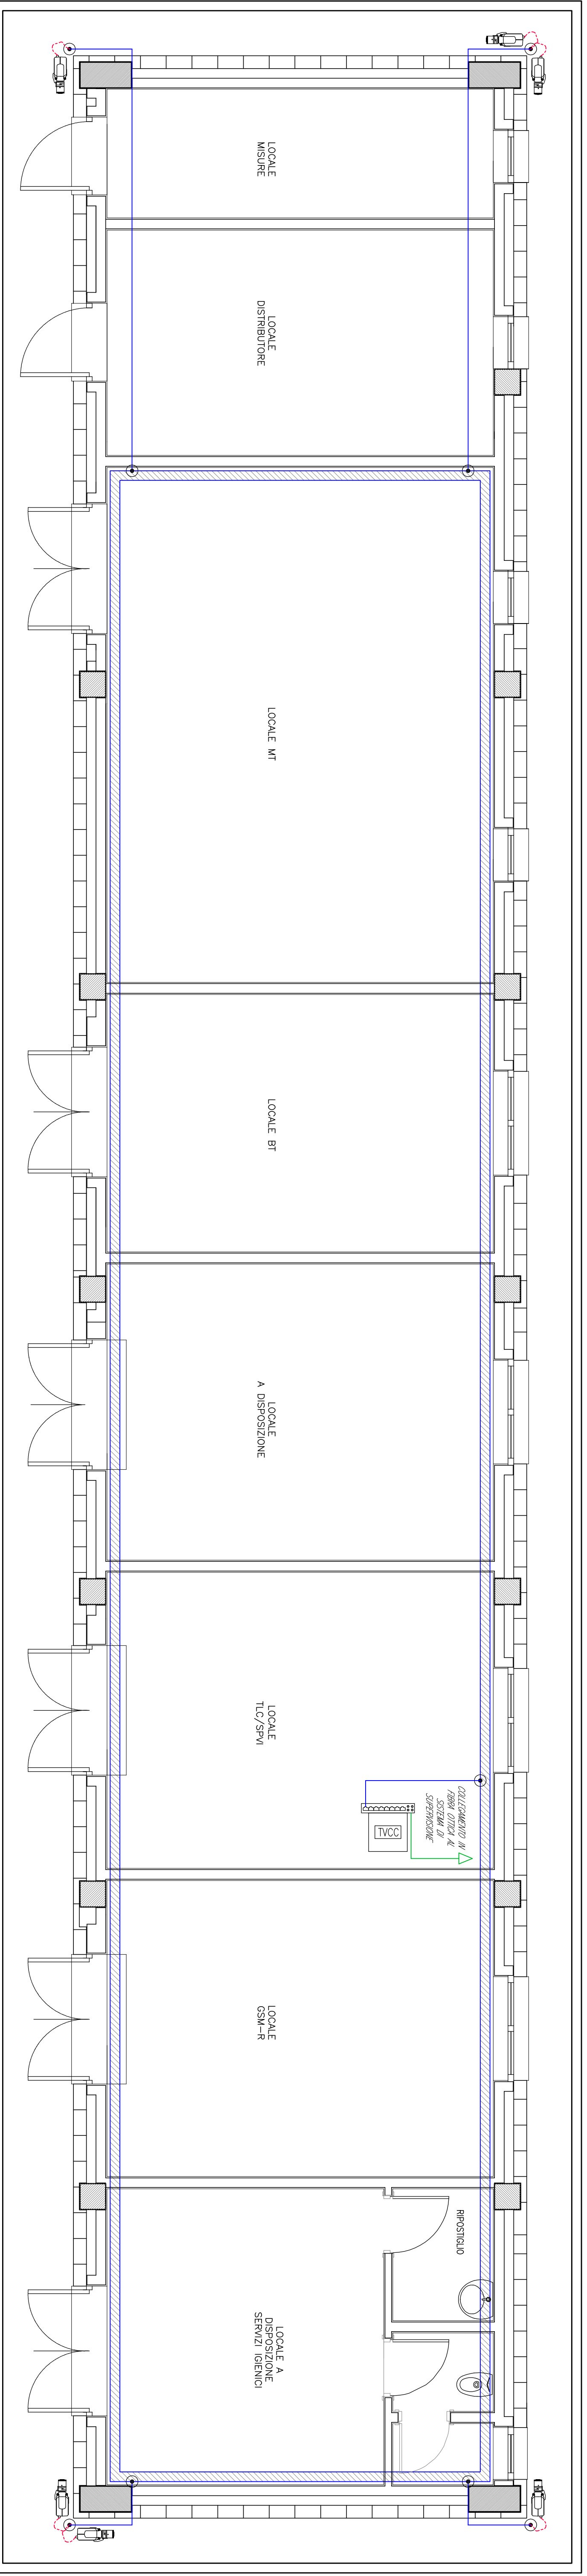 LOCALE
MISURE
LOCALE
DISTRIBUTORE
LOCALE MT
LOCALE BT
LOCALE
A DISPOSIZIONE
LOCALE
TLC/SPVI
COLLEGAMENTO IN
FIBRA OTTICA AL
SISTEMA DI
SUPERVISIONE
TVCC
LOCALE
GSM-R
RIPOSTIGLIO
LOCALE A
DISPOSIZIONE
SERVIZI IGIENICI